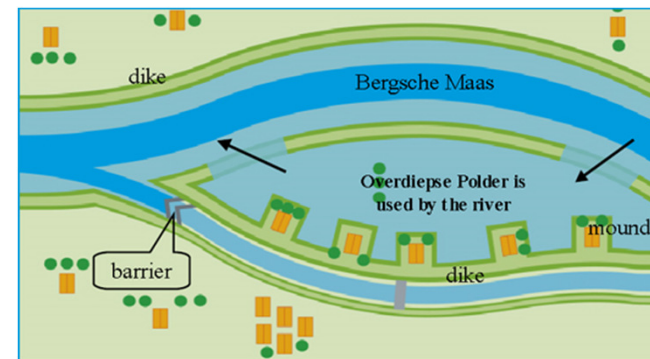 dike
Bergsche Maas
Overdiepse Polder is
used by the river
mound
barrier
dike